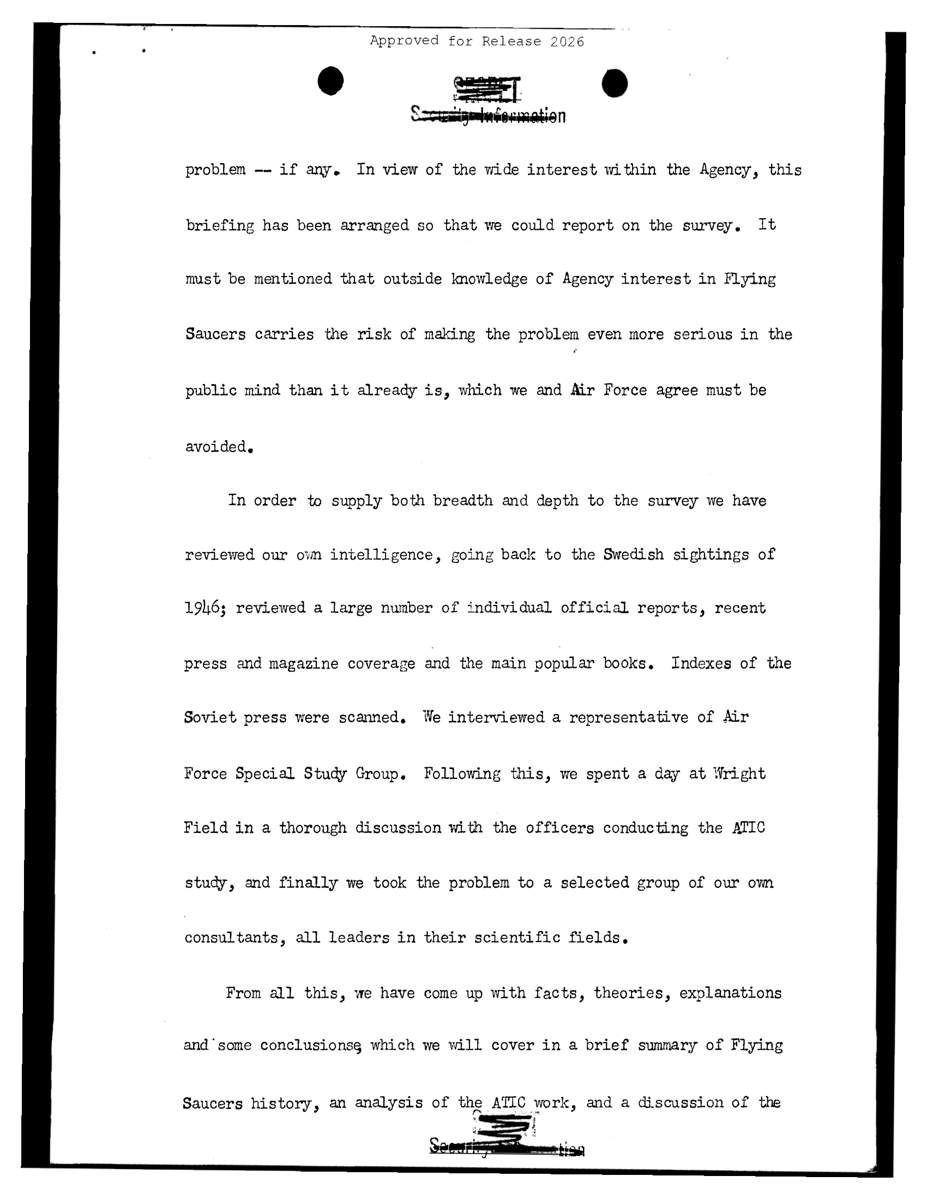 Approved for Release 2026
Security Information
problem -- if any. In view of the wide interest within the Agency, this
briefing has been arranged so that we could report on the survey. It
must be mentioned that outside knowledge of Agency interest in Flying
Saucers carries the risk of making the problem even more serious in the
public mind than it already is, which we and Air Force agree must be
avoided.
In order to supply both breadth and depth to the survey we have
reviewed our own intelligence, going back to the Swedish sightings of
1946; reviewed a large number of individual official reports, recent
press and magazine coverage and the main popular books. Indexes of the
Soviet press were scanned. We interviewed a representative of Air
Force Special Study Group. Following this, we spent a day at Wright
Field in a thorough discussion with the officers conducting the ATIC
study, and finally we took the problem to a selected group of our own
consultants, all leaders in their scientific fields.
From all this, we have come up with facts, theories, explanations
and some conclusions, which we will cover in a brief summary of Flying
Saucers history, an analysis of the ATIC work, and a discussion of the
Security